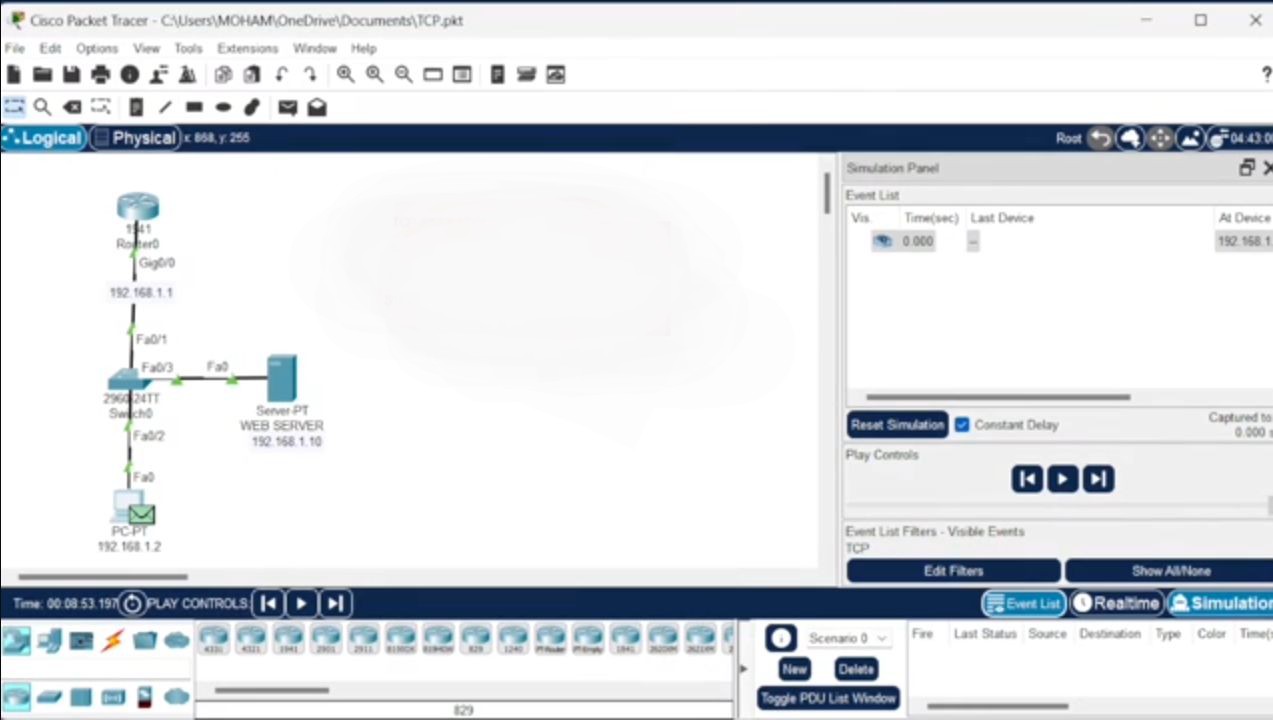 Cisco Packet Tracer - C:\Users\MOHAM\OneDrive\Documents\TCP.pkt
File Edit Options View Tools Extensions Window Help
?
Logical Physical x: 868, y: 255 Root 04:43:0
Simulation Panel
Event List
Vis. Time(sec) Last Device At Device
0.000 -- 192.168.1.
1941
Router0
Gig0/0
192.168.1.1
Fa0/1
Fa0/3 Fa0
2960-24TT
Switch0
Server-PT
WEB SERVER
192.168.1.10
Fa0/2
Fa0
PC-PT
192.168.1.2
Reset Simulation Constant Delay Captured to
0.000 s
Play Controls
Event List Filters - Visible Events
TCP
Edit Filters Show All/None
Time: 00:08:53.197 PLAY CONTROLS: Event List Realtime Simulation
4331 4321 1941 2901 2911 819HGW 829 1240 PT-Router PT-Empty 1841 2620XM 2621XM 2
Scenario 0
New Delete
Toggle PDU List Window
Fire Last Status Source Destination Type Color Time(s
829